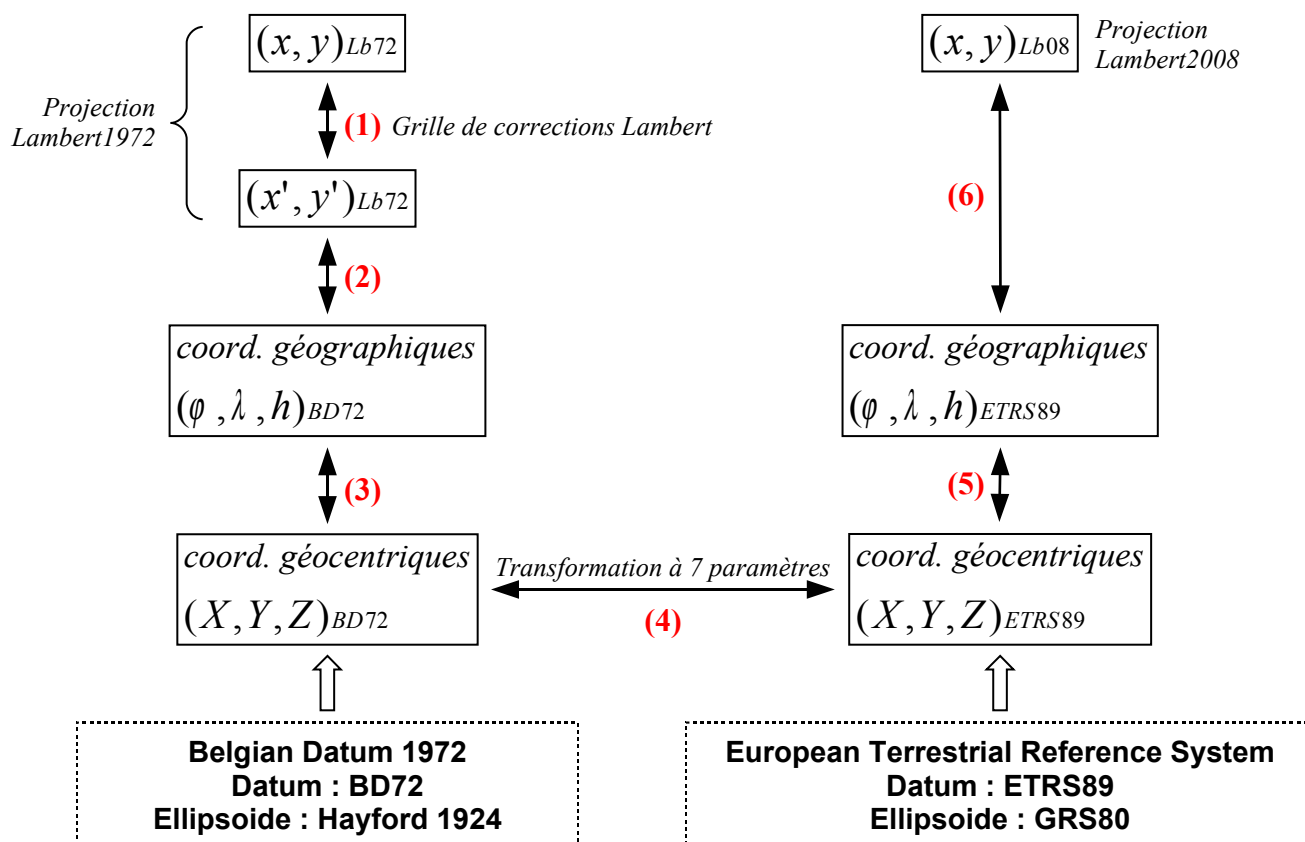 (x, y)Lb72
Projection
Lambert1972
(1) Grille de corrections Lambert
(x', y')Lb72
(2)
coord. géographiques
(φ , λ , h)BD72
(3)
coord. géocentriques
(X , Y , Z)BD72
Transformation à 7 paramètres
(4)
(x, y)Lb08
Projection
Lambert2008
(6)
coord. géographiques
(φ , λ , h)ETRS89
(5)
coord. géocentriques
(X , Y , Z)ETRS89
Belgian Datum 1972
Datum : BD72
Ellipsoide : Hayford 1924
European Terrestrial Reference System
Datum : ETRS89
Ellipsoide : GRS80